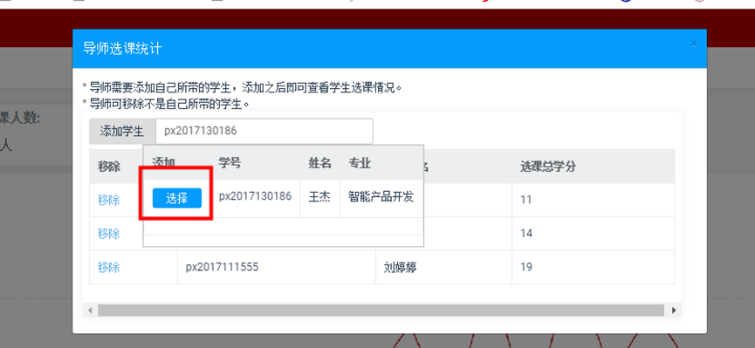 导师选课统计
×
* 导师需要添加自己所带的学生，添加之后即可查看学生选课情况。
* 导师可移除不是自己所带的学生。
课人数:
人
添加学生 px2017130186
移除 选课总学分
添加 学号 姓名 专业
选择 px2017130186 王杰 智能产品开发
移除 11
移除 14
移除 px2017111555 刘婷婷 19